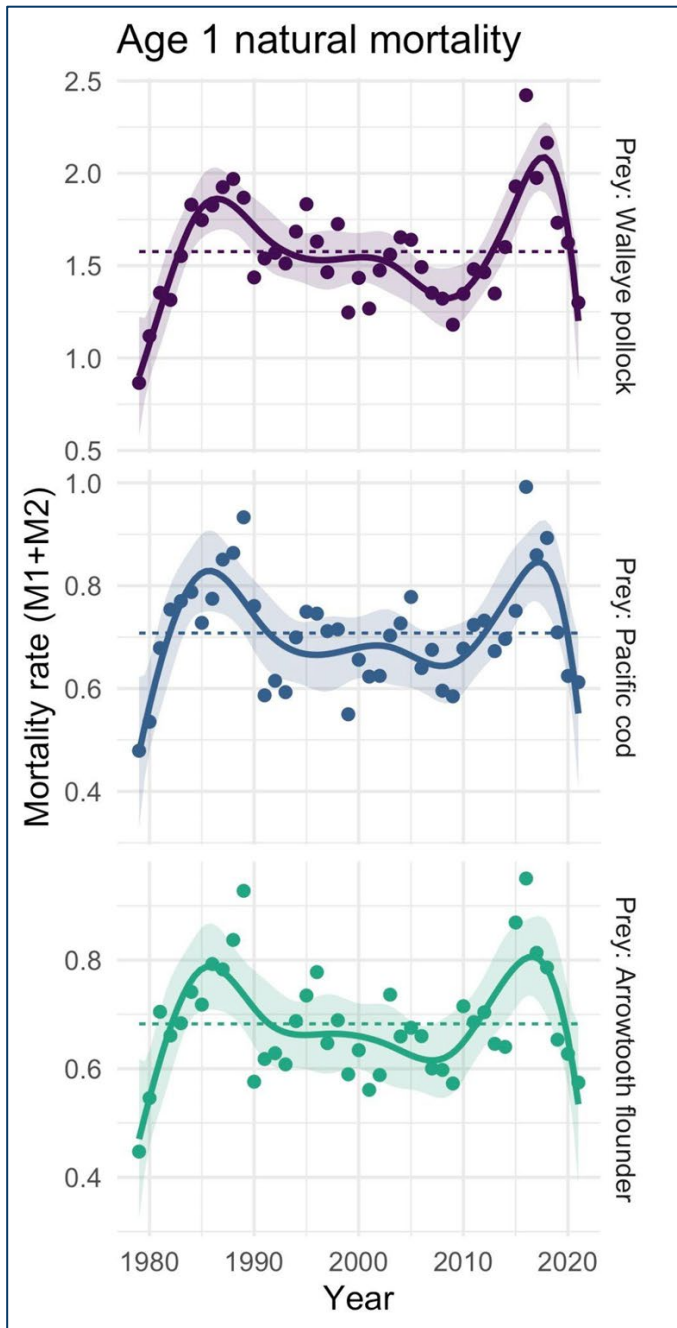 Age 1 natural mortality
Mortality rate (M1+M2)
2.5
2.0
1.5
1.0
0.5
Prey: Walleye pollock
1.0
0.8
0.6
0.4
Prey: Pacific cod
0.8
0.6
0.4
Prey: Arrowtooth flounder
1980 1990 2000 2010 2020
Year